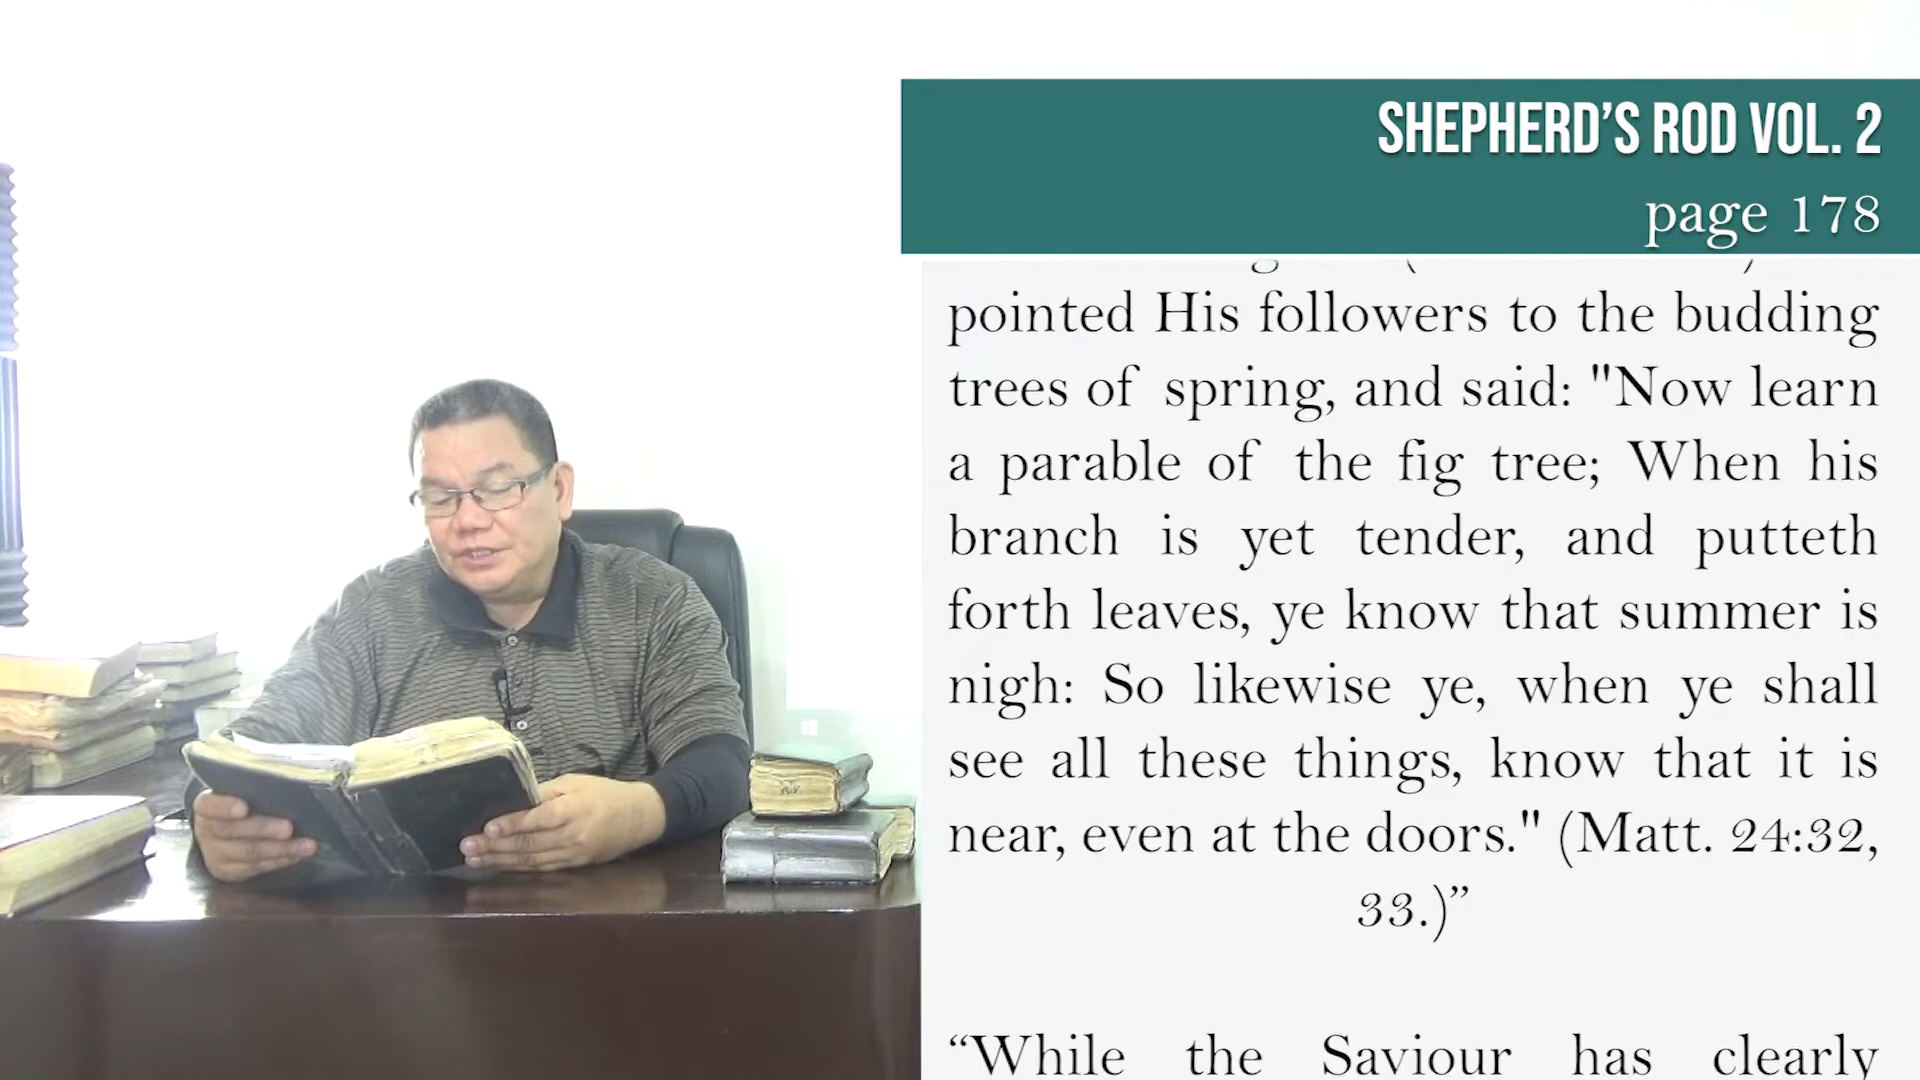 SHEPHERD'S ROD VOL. 2
page 178
pointed His followers to the budding
trees of spring, and said: "Now learn
a parable of the fig tree; When his
branch is yet tender, and putteth
forth leaves, ye know that summer is
nigh: So likewise ye, when ye shall
see all these things, know that it is
near, even at the doors." (Matt. 24:32,
33.)”
“While the Saviour has clearly